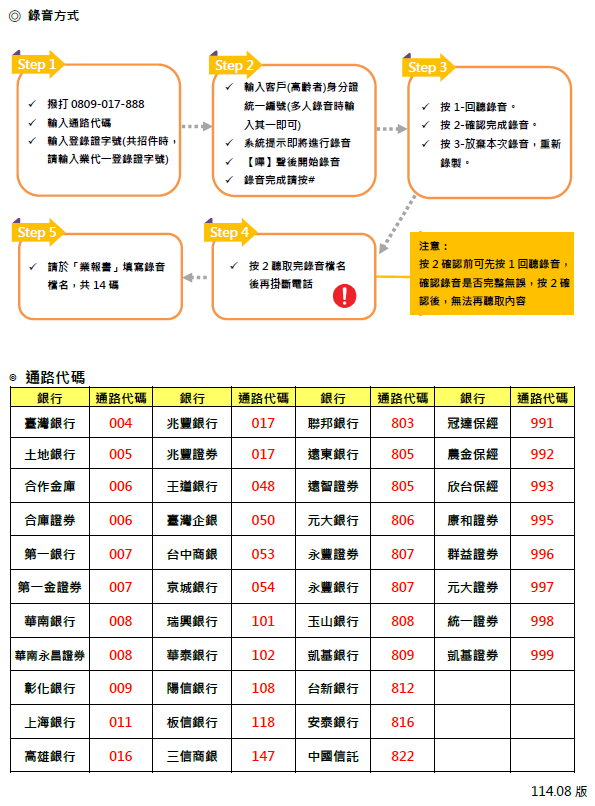 ◎ 錄音方式
Step 1
✓ 撥打 0809-017-888
✓ 輸入通路代碼
✓ 輸入登錄證字號(共招件時，
請輸入業代一登錄證字號)
Step 2
✓ 輸入客戶(高齡者)身分證
統一編號(多人錄音時輸
入其一即可)
✓ 系統提示即將進行錄音
✓ 【嗶】聲後開始錄音
✓ 錄音完成請按#
Step 3
✓ 按 1-回聽錄音。
✓ 按 2-確認完成錄音。
✓ 按 3-放棄本次錄音，重新
錄製。
Step 5
✓ 請於「業報書」填寫錄音
檔名，共 14 碼
Step 4
✓ 按 2 聽取完錄音檔名
後再掛斷電話
!
注意：
按 2 確認前可先按 1 回聽錄音，
確認錄音是否完整無誤，按 2 確
認後，無法再聽取內容
◎ 通路代碼
銀行 通路代碼 銀行 通路代碼 銀行 通路代碼 銀行 通路代碼
臺灣銀行 004 兆豐銀行 017 聯邦銀行 803 冠達保經 991
土地銀行 005 兆豐證券 017 遠東銀行 805 農金保經 992
合作金庫 006 王道銀行 048 遠智證券 805 欣台保經 993
合庫證券 006 臺灣企銀 050 元大銀行 806 康和證券 995
第一銀行 007 台中商銀 053 永豐證券 807 群益證券 996
第一金證券 007 京城銀行 054 永豐銀行 807 元大證券 997
華南銀行 008 瑞興銀行 101 玉山銀行 808 統一證券 998
華南永昌證券 008 華泰銀行 102 凱基銀行 809 凱基證券 999
彰化銀行 009 陽信銀行 108 台新銀行 812
上海銀行 011 板信銀行 118 安泰銀行 816
高雄銀行 016 三信商銀 147 中國信託 822
114.08 版